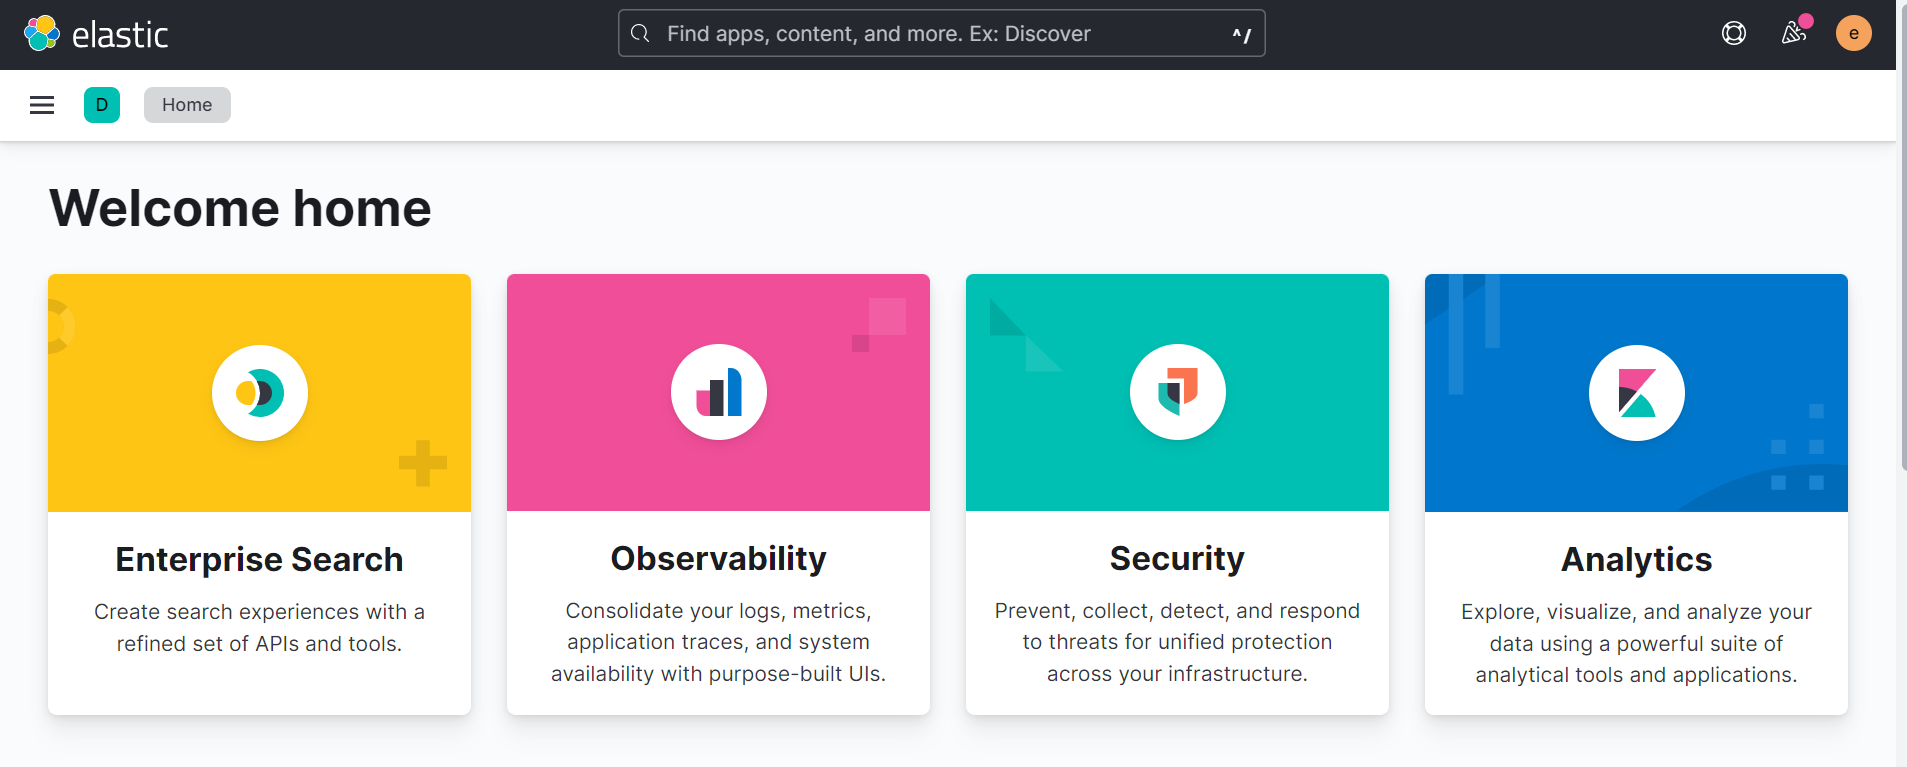 elastic
Find apps, content, and more. Ex: Discover ^/
e
D
Home
Welcome home
Enterprise Search
Create search experiences with a
refined set of APIs and tools.
Observability
Consolidate your logs, metrics,
application traces, and system
availability with purpose-built UIs.
Security
Prevent, collect, detect, and respond
to threats for unified protection
across your infrastructure.
Analytics
Explore, visualize, and analyze your
data using a powerful suite of
analytical tools and applications.